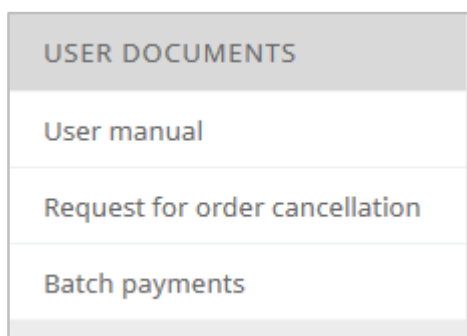 USER DOCUMENTS
User manual
Request for order cancellation
Batch payments